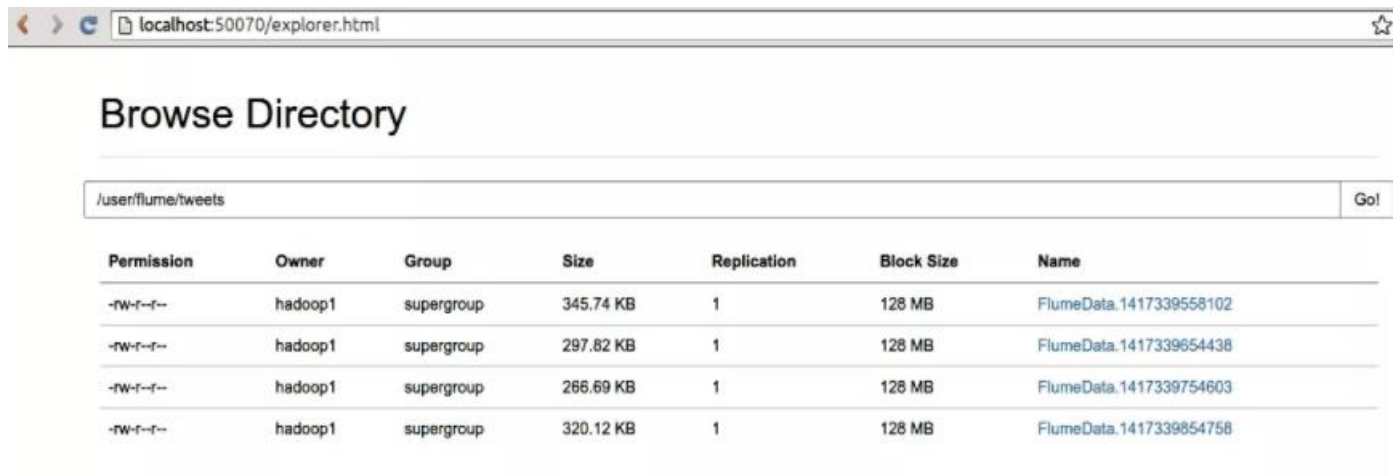 localhost:50070/explorer.html
Browse Directory
/user/flume/tweets Go!
Permission Owner Group Size Replication Block Size Name
-rw-r--r-- hadoop1 supergroup 345.74 KB 1 128 MB FlumeData.1417339558102
-rw-r--r-- hadoop1 supergroup 297.82 KB 1 128 MB FlumeData.1417339654438
-rw-r--r-- hadoop1 supergroup 266.69 KB 1 128 MB FlumeData.1417339754603
-rw-r--r-- hadoop1 supergroup 320.12 KB 1 128 MB FlumeData.1417339854758